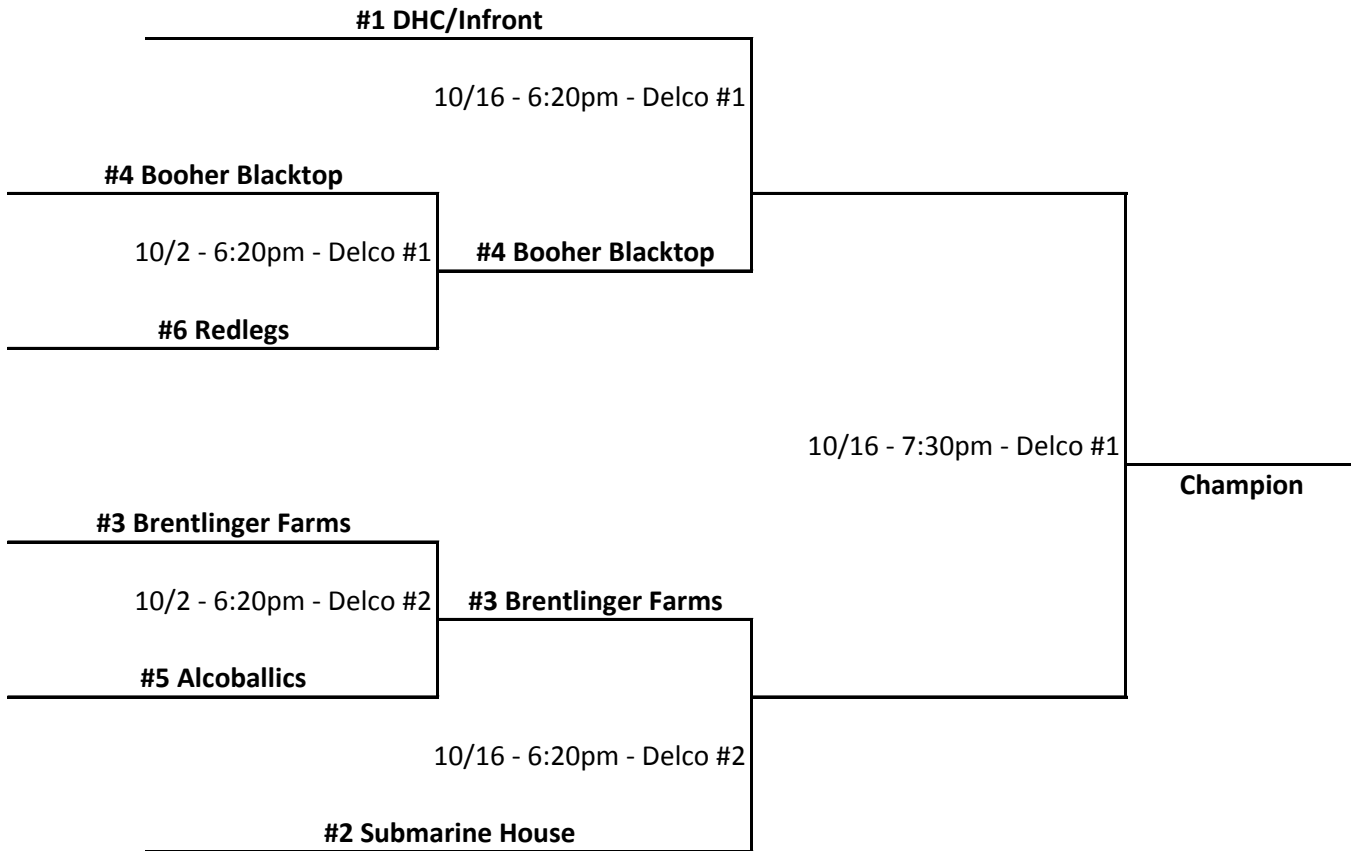 #1 DHC/Infront
10/16 - 6:20pm - Delco #1
#4 Booher Blacktop
10/2 - 6:20pm - Delco #1
#4 Booher Blacktop
#6 Redlegs
10/16 - 7:30pm - Delco #1
Champion
#3 Brentlinger Farms
10/2 - 6:20pm - Delco #2
#3 Brentlinger Farms
#5 Alcoballics
10/16 - 6:20pm - Delco #2
#2 Submarine House